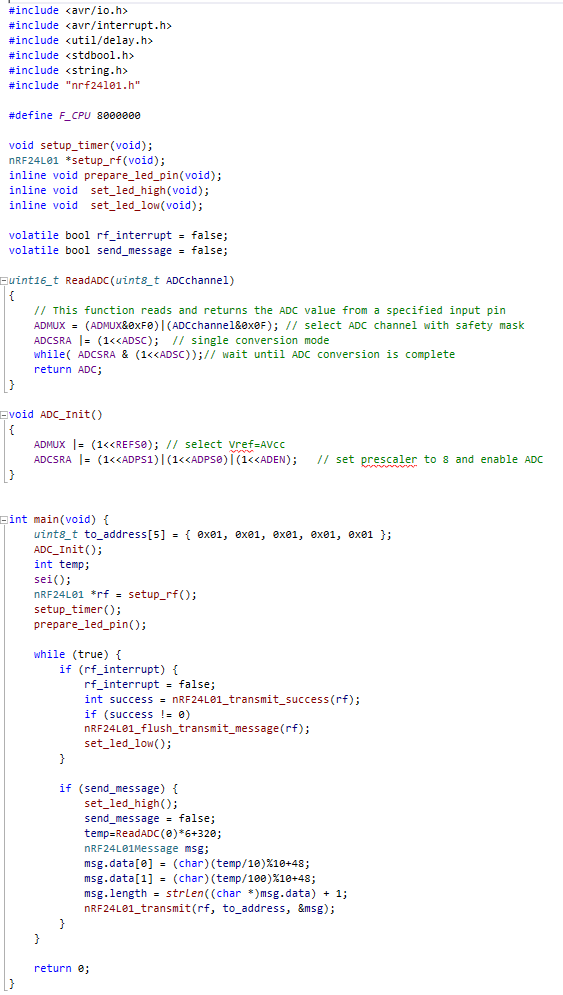 #include <avr/io.h>
#include <avr/interrupt.h>
#include <util/delay.h>
#include <stdbool.h>
#include <string.h>
#include "nrf24l01.h"

#define F_CPU 8000000

void setup_timer(void);
nRF24L01 *setup_rf(void);
inline void prepare_led_pin(void);
inline void  set_led_high(void);
inline void  set_led_low(void);

volatile bool rf_interrupt = false;
volatile bool send_message = false;

uint16_t ReadADC(uint8_t ADCchannel)
{
    // This function reads and returns the ADC value from a specified input pin
    ADMUX = (ADMUX&0xF0)|(ADCchannel&0x0F); // select ADC channel with safety mask
    ADCSRA |= (1<<ADSC);  // single conversion mode
    while( ADCSRA & (1<<ADSC));// wait until ADC conversion is complete
    return ADC;
}

void ADC_Init()
{
    ADMUX |= (1<<REFS0); // select Vref=AVcc
    ADCSRA |= (1<<ADPS1)|(1<<ADPS0)|(1<<ADEN);   // set prescaler to 8 and enable ADC
}

int main(void) {
    uint8_t to_address[5] = { 0x01, 0x01, 0x01, 0x01, 0x01 };
    ADC_Init();
    int temp;
    sei();
    nRF24L01 *rf = setup_rf();
    setup_timer();
    prepare_led_pin();

    while (true) {
        if (rf_interrupt) {
            rf_interrupt = false;
            int success = nRF24L01_transmit_success(rf);
            if (success != 0)
            nRF24L01_flush_transmit_message(rf);
            set_led_low();
        }

        if (send_message) {
            set_led_high();
            send_message = false;
            temp=ReadADC(0)*6+320;
            nRF24L01Message msg;
            msg.data[0] = (char)(temp/10)%10+48;
            msg.data[1] = (char)(temp/100)%10+48;
            msg.length = strlen((char *)msg.data) + 1;
            nRF24L01_transmit(rf, to_address, &msg);
        }
    }

    return 0;
}